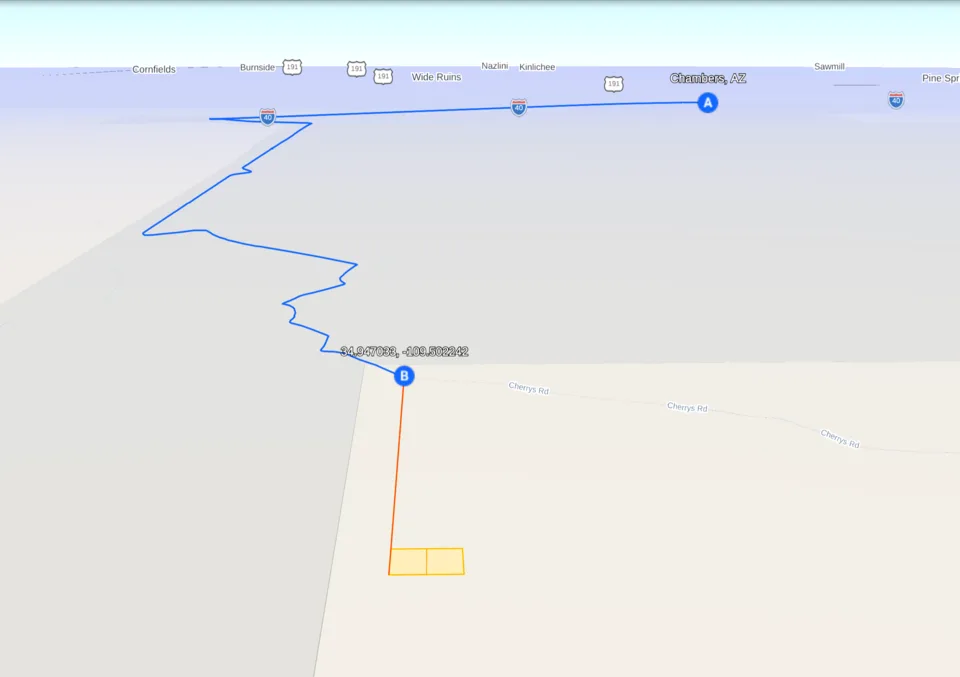 Cornfields
Burnside
191
191
191
Wide Ruins
Nazlini
Kinlichee
191
Chambers, AZ
Sawmill
Pine Spr
A
40
40
40
34.947033, -109.502242
B
Cherrys Rd
Cherrys Rd
Cherrys Rd